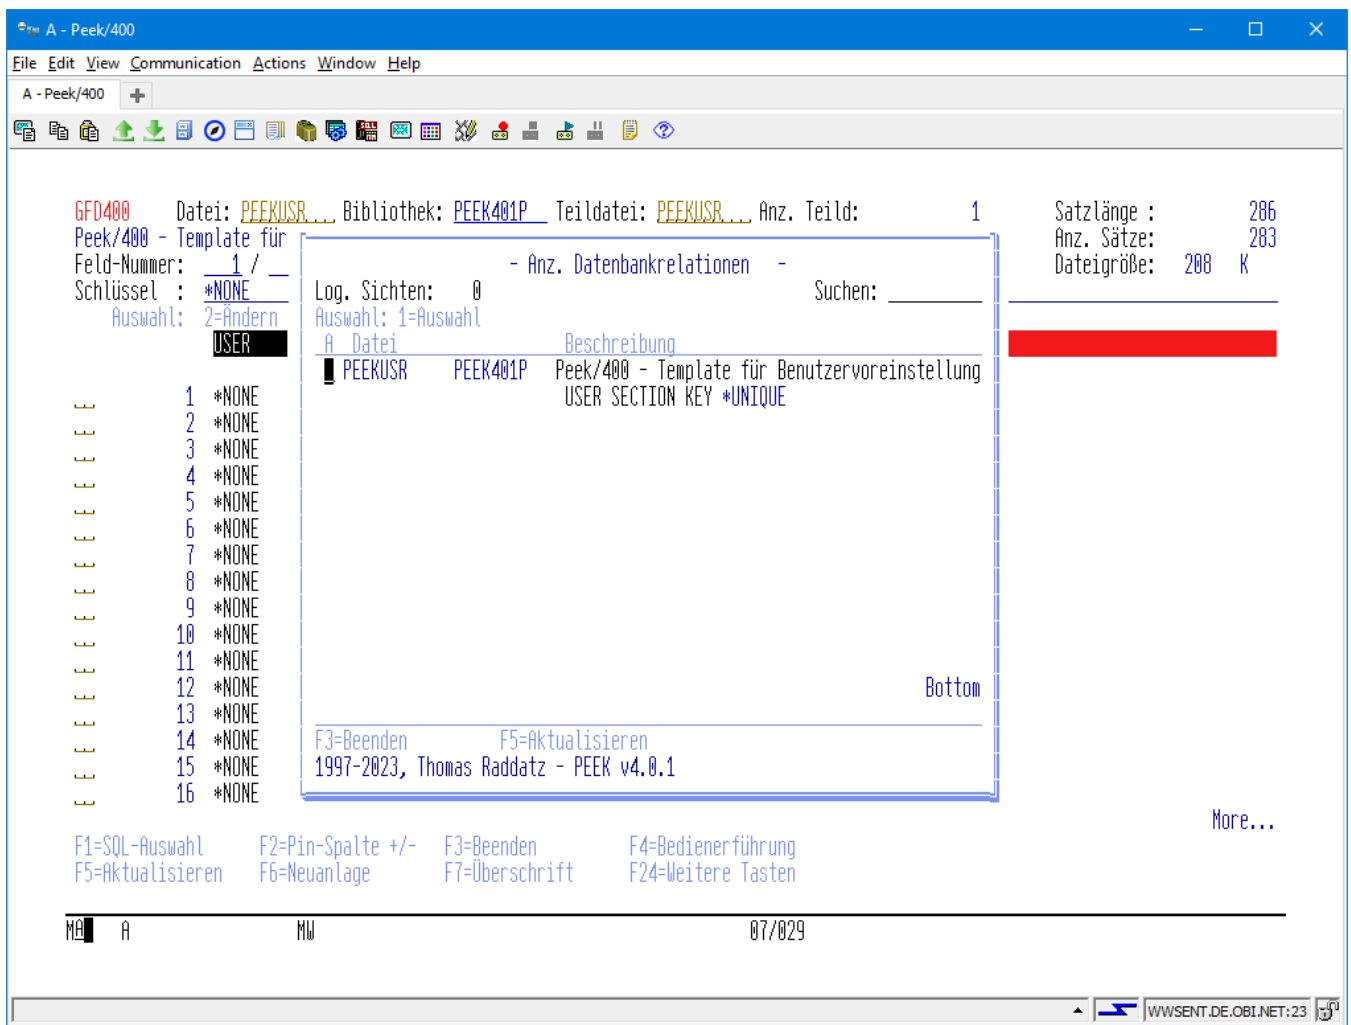 A - Peek/400
File Edit View Communication Actions Window Help
A - Peek/400
GFD400 Datei: PEEKUSR Bibliothek: PEEK401P Teildatei: PEEKUSR Anz. Teild: 1 Satzlänge : 286
Peek/400 - Template für Anz. Sätze: 283
Feld-Nummer: 1 / - Anz. Datenbankrelationen - Dateigröße: 208 K
Schlüssel : *NONE Log. Sichten: 0 Suchen:
Auswahl: 2=Ändern Auswahl: 1=Auswahl
USER A Datei Beschreibung
PEEKUSR PEEK401P Peek/400 - Template für Benutzervoreinstellung
1 *NONE USER SECTION KEY *UNIQUE
2 *NONE
3 *NONE
4 *NONE
5 *NONE
6 *NONE
7 *NONE
8 *NONE
9 *NONE
10 *NONE
11 *NONE
12 *NONE Bottom
13 *NONE
14 *NONE F3=Beenden F5=Aktualisieren
15 *NONE 1997-2023, Thomas Raddatz - PEEK v4.0.1
16 *NONE
More...
F1=SQL-Auswahl F2=Pin-Spalte +/- F3=Beenden F4=Bedienerführung
F5=Aktualisieren F6=Neuanlage F7=Überschrift F24=Weitere Tasten
MA A MW 07/029
WWSENT.DE.OBI.NET:23